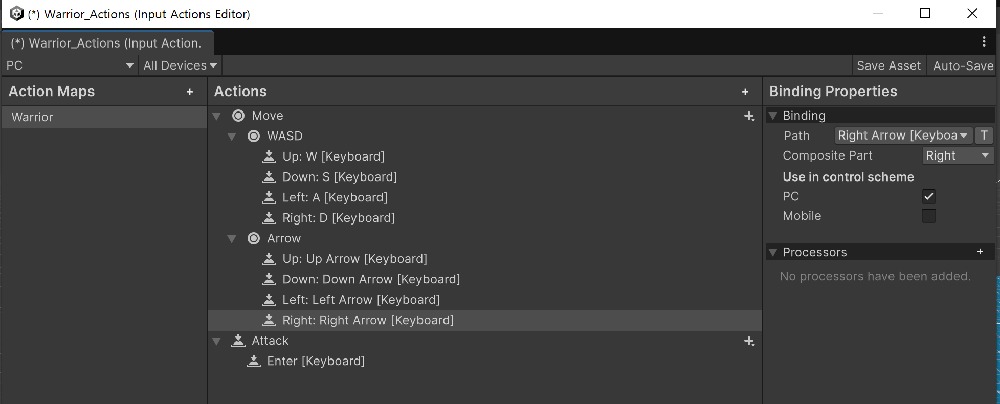 (*) Warrior_Actions (Input Actions Editor)
(*) Warrior_Actions (Input Action.
PC
All Devices
Save Asset
Auto-Save
Action Maps
+
Warrior
Actions
+
Move
WASD
Up: W [Keyboard]
Down: S [Keyboard]
Left: A [Keyboard]
Right: D [Keyboard]
Arrow
Up: Up Arrow [Keyboard]
Down: Down Arrow [Keyboard]
Left: Left Arrow [Keyboard]
Right: Right Arrow [Keyboard]
Attack
Enter [Keyboard]
Binding Properties
Binding
Path Right Arrow [Keyboa T
Composite Part Right
Use in control scheme
PC
Mobile
Processors +
No processors have been added.